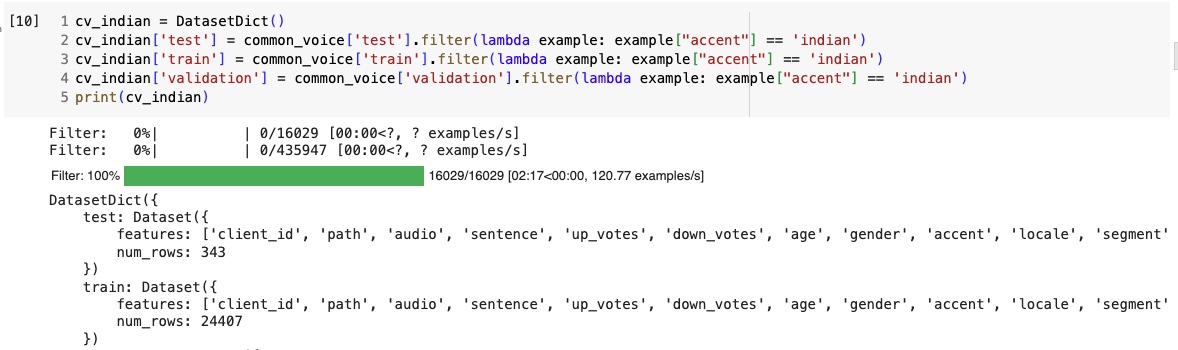 [10] 1 cv_indian = DatasetDict()
2 cv_indian['test'] = common_voice['test'].filter(lambda example: example["accent"] == 'indian')
3 cv_indian['train'] = common_voice['train'].filter(lambda example: example["accent"] == 'indian')
4 cv_indian['validation'] = common_voice['validation'].filter(lambda example: example["accent"] == 'indian')
5 print(cv_indian)
Filter:   0%|          | 0/16029 [00:00<?, ? examples/s]
Filter:   0%|          | 0/435947 [00:00<?, ? examples/s]
Filter: 100% 16029/16029 [02:17<00:00, 120.77 examples/s]
DatasetDict({
    test: Dataset({
        features: ['client_id', 'path', 'audio', 'sentence', 'up_votes', 'down_votes', 'age', 'gender', 'accent', 'locale', 'segment'
        num_rows: 343
    })
    train: Dataset({
        features: ['client_id', 'path', 'audio', 'sentence', 'up_votes', 'down_votes', 'age', 'gender', 'accent', 'locale', 'segment'
        num_rows: 24407
    })